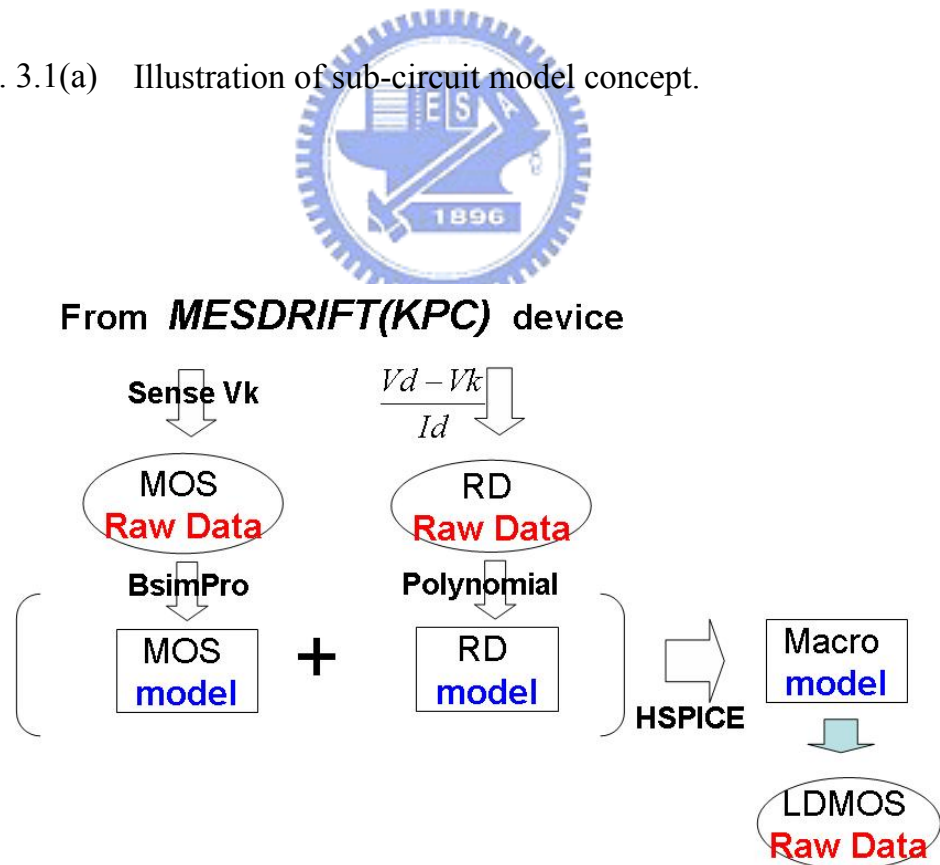 . 3.1(a) Illustration of sub-circuit model concept.
E S A
1896
From MESDRIFT(KPC) device
Sense Vk
Vd – Vk
Id
MOS
Raw Data
RD
Raw Data
BsimPro
Polynomial
MOS
model
+
RD
model
HSPICE
Macro
model
LDMOS
Raw Data